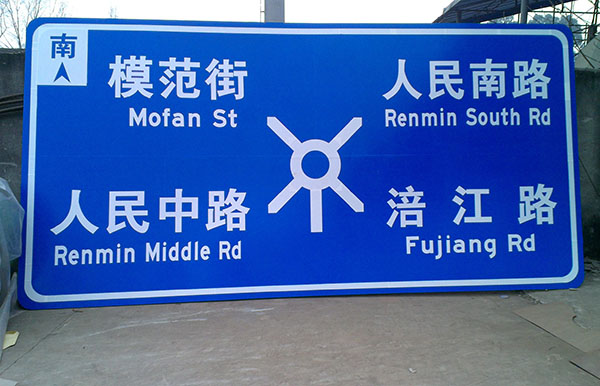 南
模范街
Mofan St
人民南路
Renmin South Rd
人民中路
Renmin Middle Rd
涪江路
Fujiang Rd